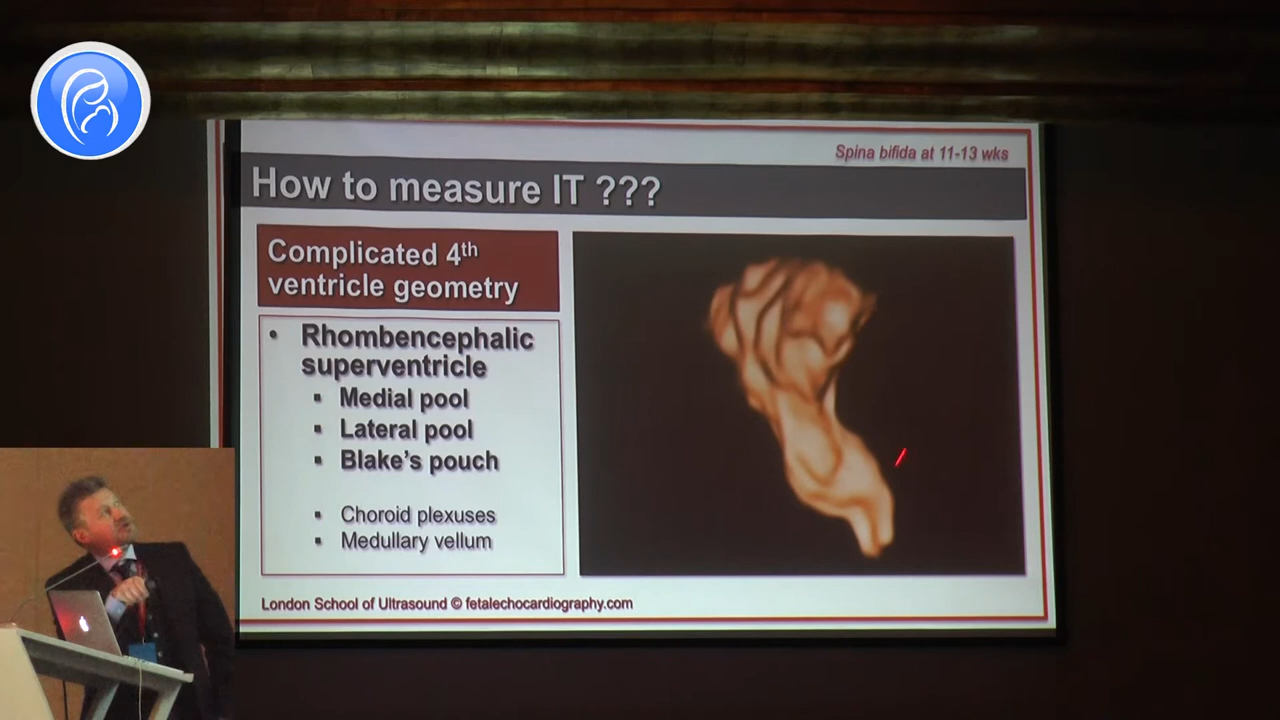 Spina bifida at 11-13 wks
How to measure IT ???
Complicated 4th
ventricle geometry
• Rhombencephalic
superventricle
▪ Medial pool
▪ Lateral pool
▪ Blake's pouch
▪ Choroid plexuses
▪ Medullary vellum
London School of Ultrasound © fetalechocardiography.com